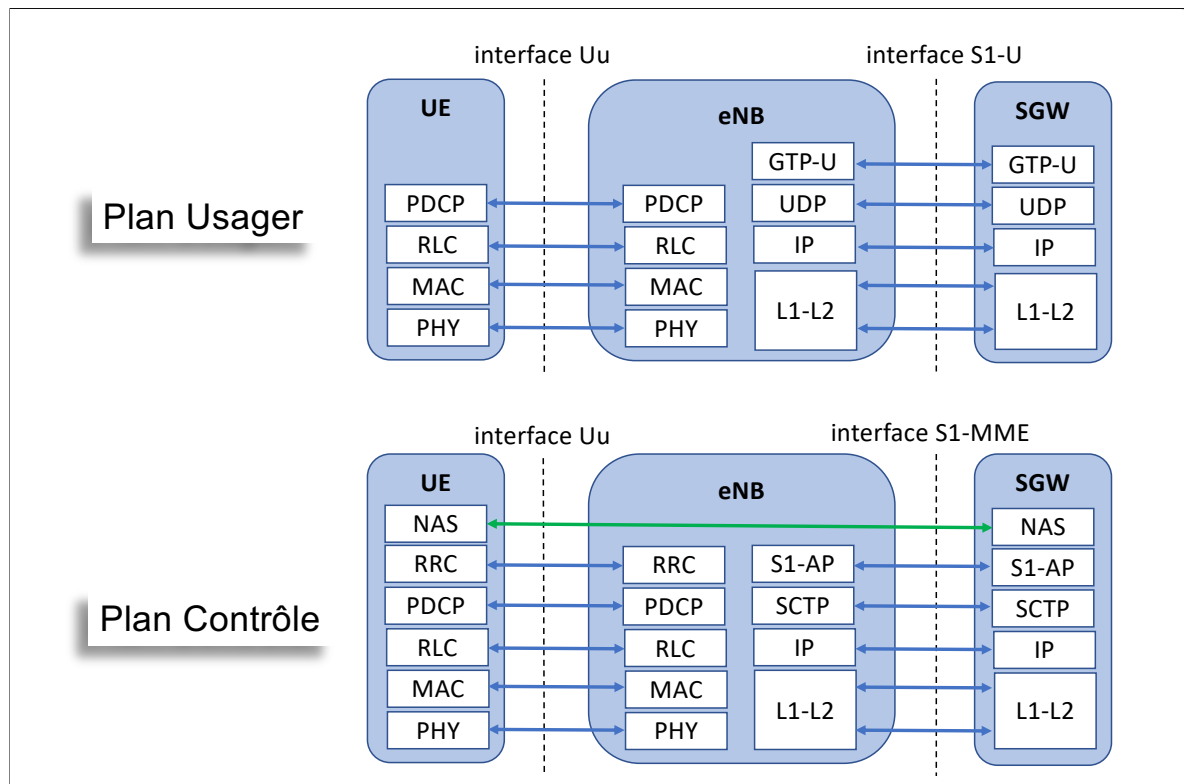 interface Uu
interface S1-U
UE
eNB
SGW
GTP-U
GTP-U
Plan Usager
PDCP
PDCP
UDP
UDP
RLC
RLC
IP
IP
MAC
MAC
L1-L2
L1-L2
PHY
PHY
interface Uu
interface S1-MME
UE
eNB
SGW
NAS
NAS
RRC
RRC
S1-AP
S1-AP
Plan Contrôle
PDCP
PDCP
SCTP
SCTP
RLC
RLC
IP
IP
MAC
MAC
L1-L2
L1-L2
PHY
PHY